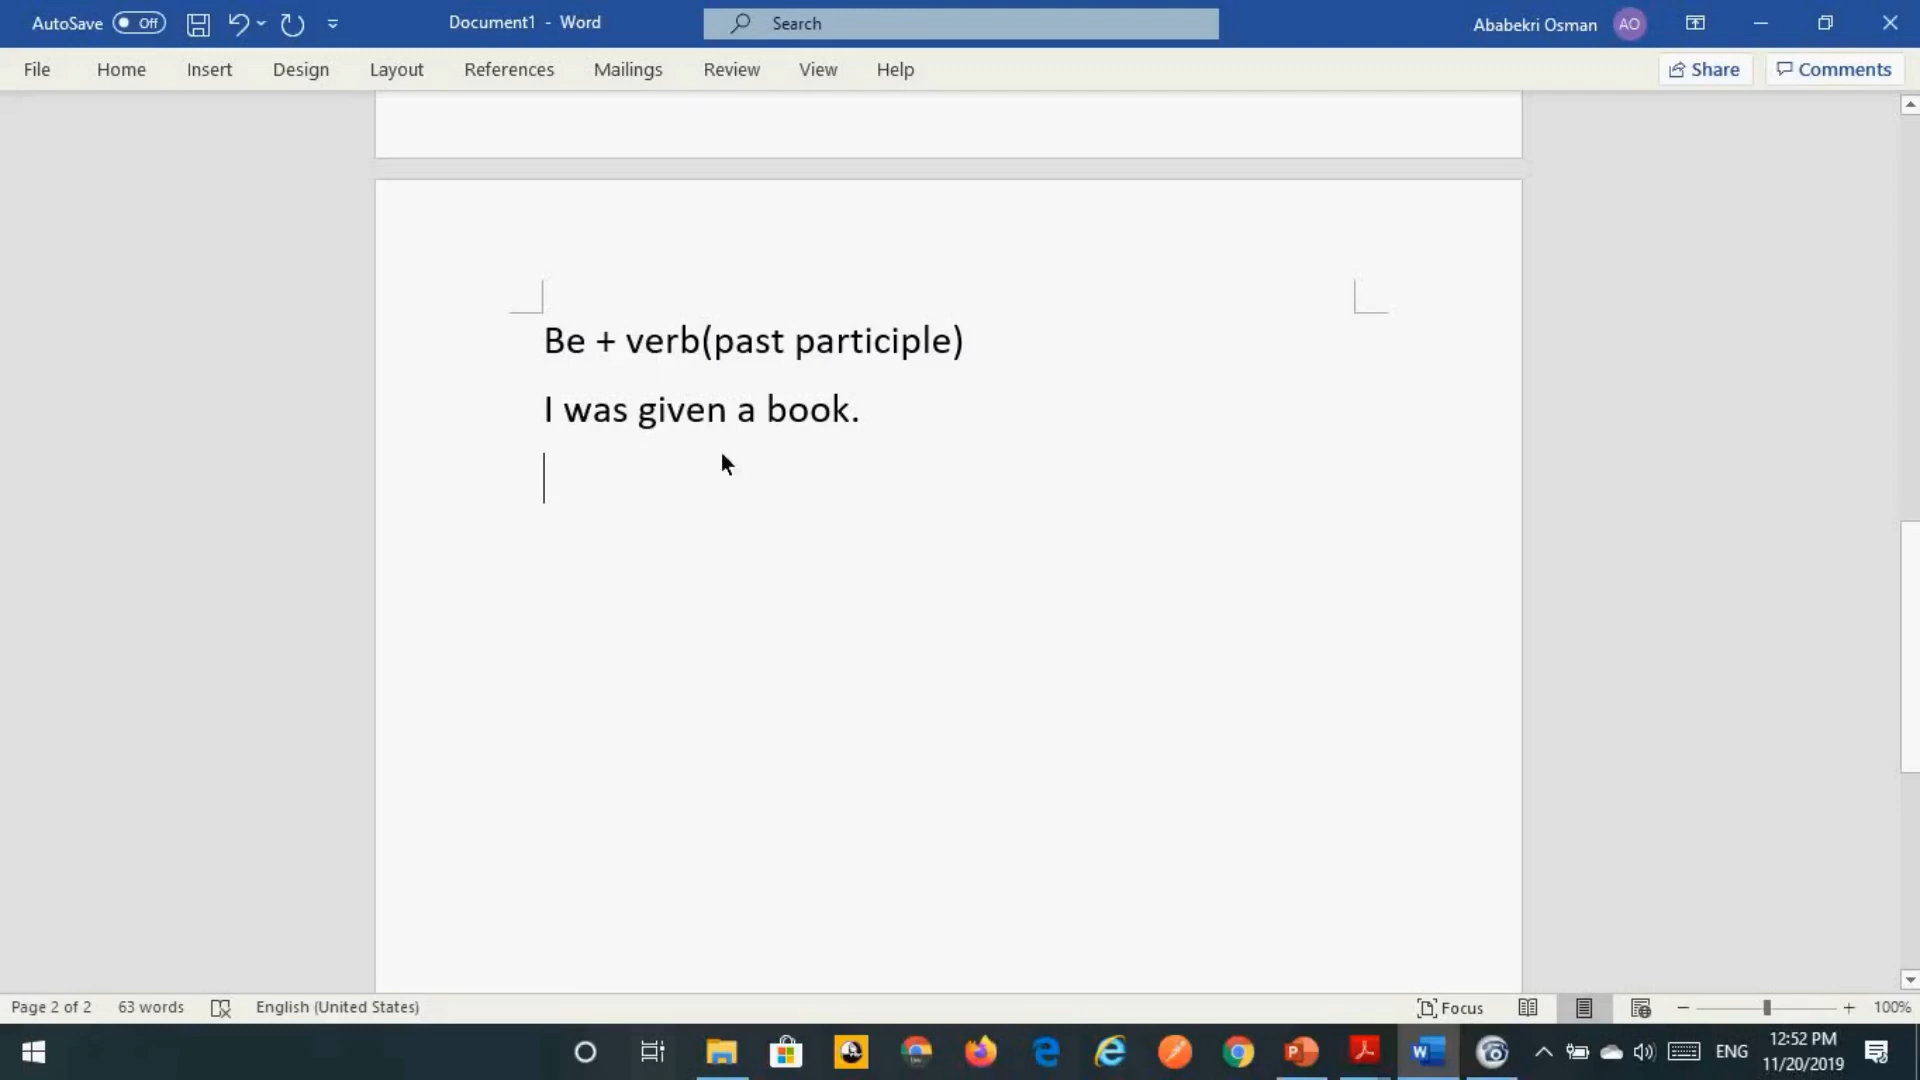 AutoSave Off Document1 - Word Search Ababekri Osman AO
File Home Insert Design Layout References Mailings Review View Help Share Comments
Be + verb(past participle)
I was given a book.
Page 2 of 2 63 words English (United States) Focus 100%
ENG 12:52 PM
11/20/2019